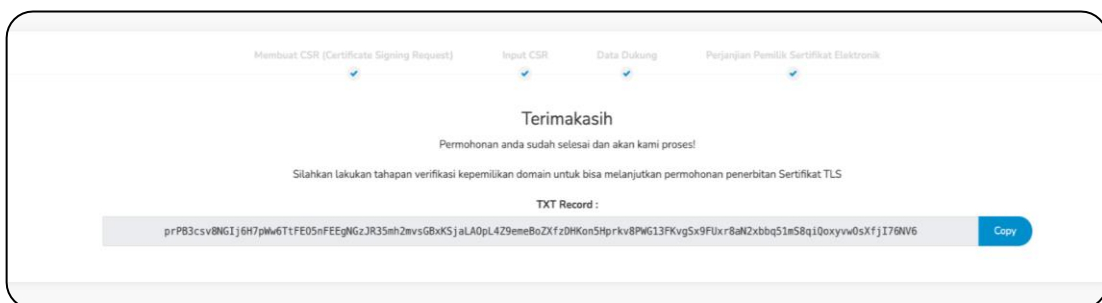 Membuat CSR (Certificate Signing Request) Input CSR Data Dukung Perjanjian Pemilik Sertifikat Elektronik
Terimakasih
Permohonan anda sudah selesai dan akan kami proses!
Silahkan lakukan tahapan verifikasi kepemilikan domain untuk bisa melanjutkan permohonan penerbitan Sertifikat TLS
TXT Record :
prPB3csv8NGIj6H7pWw6TtFEO5nFEEgNGzJR35mh2mvsGBxKSjaLAOpL4Z9emeBoZXfzDHKon5Hprkv8PWG13FKvgSx9FUxr8aN2xbbq51mS8qiQoxyvwOsXfjI76NV6 Copy